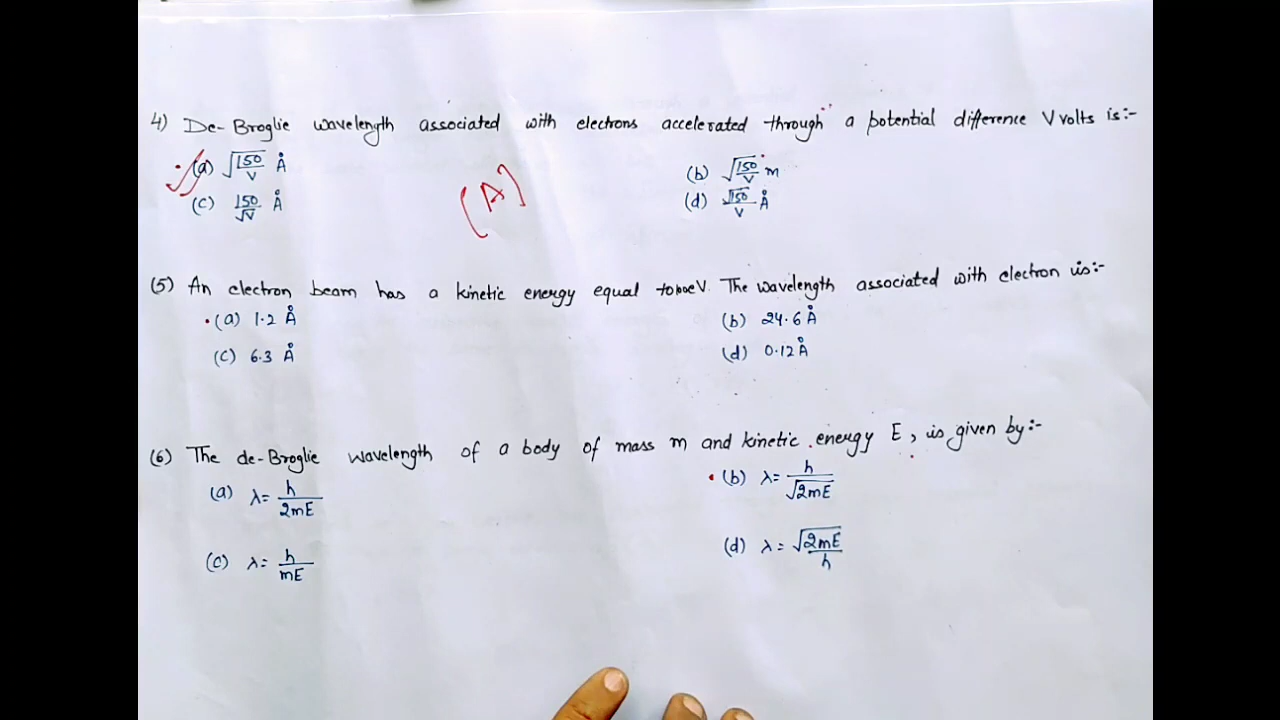 4) De-Broglie wavelength associated with electrons accelerated through a potential difference V volts is:-
(a) √(150/V) Å (b) √(150/V) m
(A)
(c) 150/√V Å (d) √150/V Å
(5) An electron beam has a kinetic energy equal to 100eV. The wavelength associated with electron is:-
(a) 1.2 Å (b) 24.6 Å
(c) 6.3 Å (d) 0.12 Å
(6) The de-Broglie wavelength of a body of mass m and kinetic energy E, is given by:-
(a) λ= h/2mE (b) λ= h/√2mE
(c) λ= h/mE (d) λ= √2mE/h